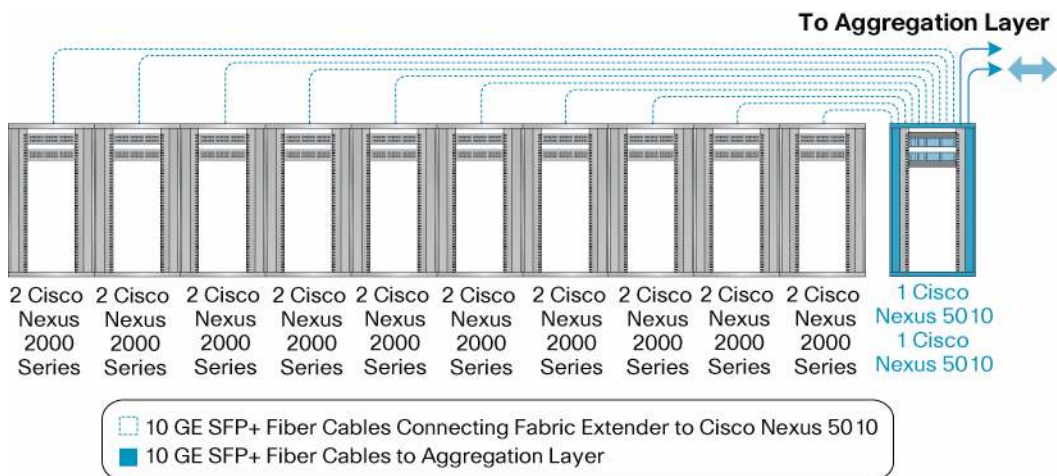 To Aggregation Layer
2 Cisco 2 Cisco 2 Cisco 2 Cisco 2 Cisco 2 Cisco 2 Cisco 2 Cisco 2 Cisco 2 Cisco
Nexus Nexus Nexus Nexus Nexus Nexus Nexus Nexus Nexus Nexus
2000 2000 2000 2000 2000 2000 2000 2000 2000 2000
Series Series Series Series Series Series Series Series Series Series
1 Cisco
Nexus 5010
1 Cisco
Nexus 5010
10 GE SFP+ Fiber Cables Connecting Fabric Extender to Cisco Nexus 5010
10 GE SFP+ Fiber Cables to Aggregation Layer